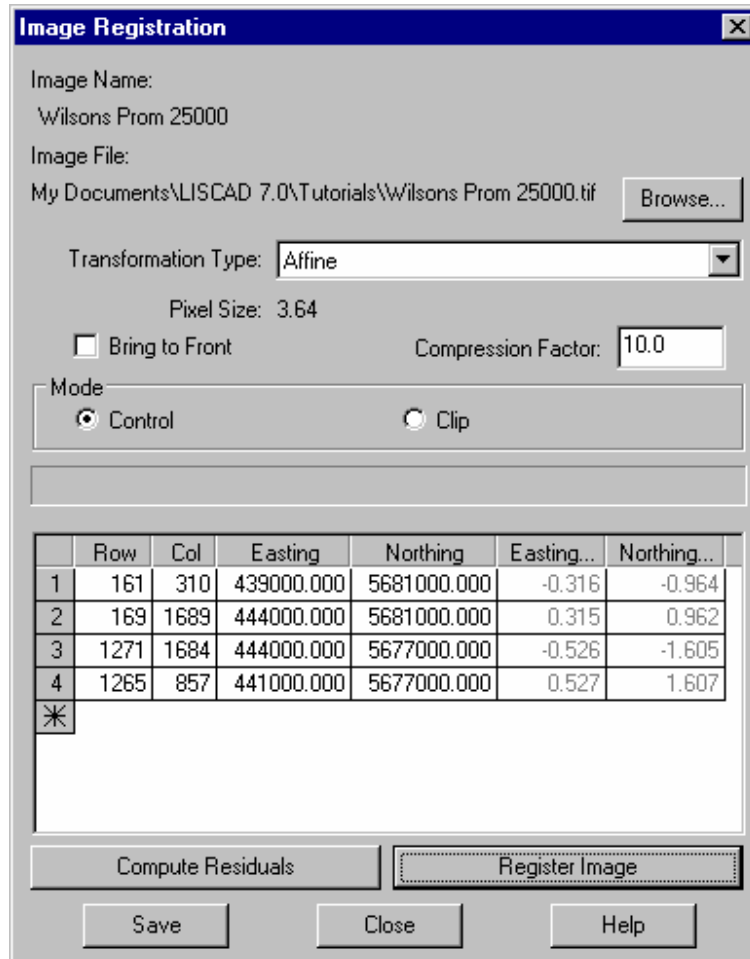 Image Registration
Image Name:
Wilsons Prom 25000
Image File:
My Documents\LISCAD 7.0\Tutorials\Wilsons Prom 25000.tif Browse...
Transformation Type: Affine
Pixel Size: 3.64
Bring to Front Compression Factor: 10.0
Mode
Control Clip
Row Col Easting Northing Easting... Northing...
1 161 310 439000.000 5681000.000 -0.316 -0.964
2 169 1689 444000.000 5681000.000 0.315 0.962
3 1271 1684 444000.000 5677000.000 -0.526 -1.605
4 1265 857 441000.000 5677000.000 0.527 1.607
Compute Residuals Register Image
Save Close Help